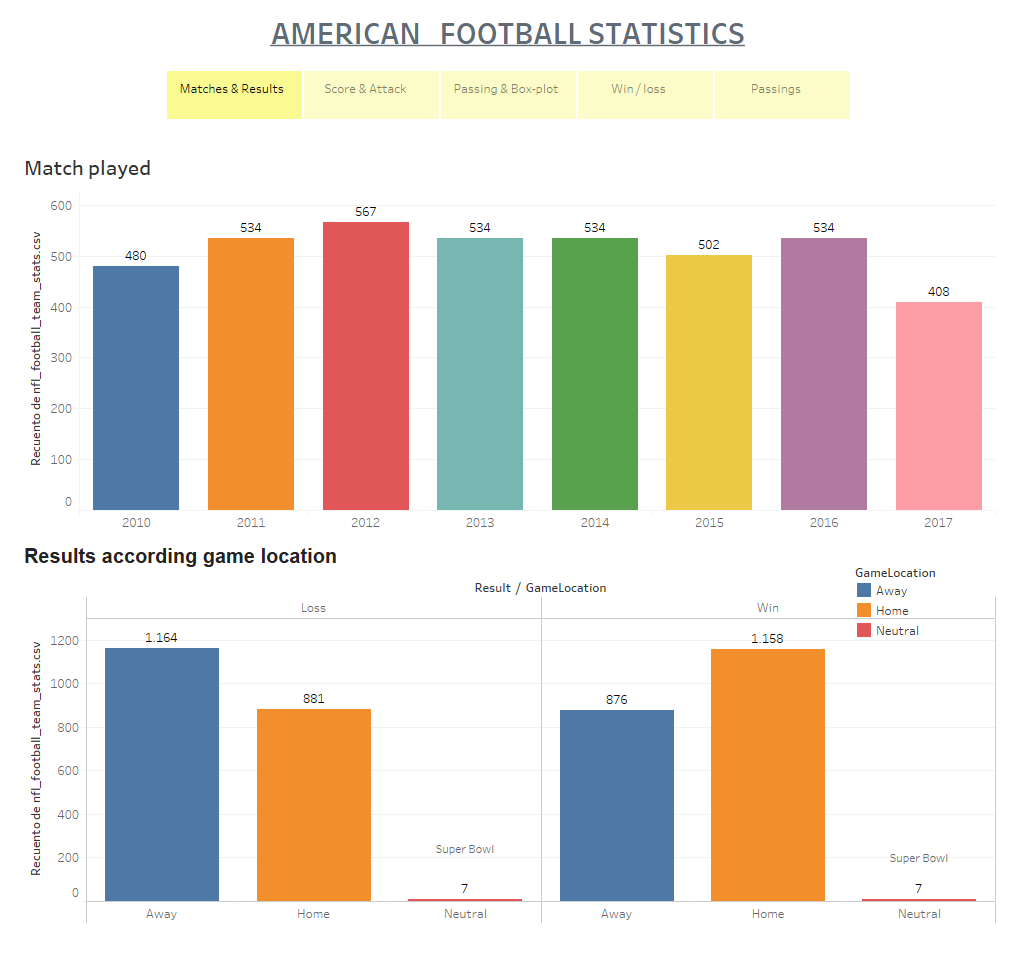 AMERICAN FOOTBALL STATISTICS
Matches & Results Score & Attack Passing & Box-plot Win / loss Passings
Match played
Recuento de nfl_football_team_stats.csv
600
500
400
300
200
100
0
480 534 567 534 534 502 534 408
2010 2011 2012 2013 2014 2015 2016 2017
Results according game location
Result / GameLocation
GameLocation
Away
Home
Neutral
Loss Win
Recuento de nfl_football_team_stats.csv
1200
1000
800
600
400
200
0
1.164 881 7 876 1.158 7
Super Bowl Super Bowl
Away Home Neutral Away Home Neutral